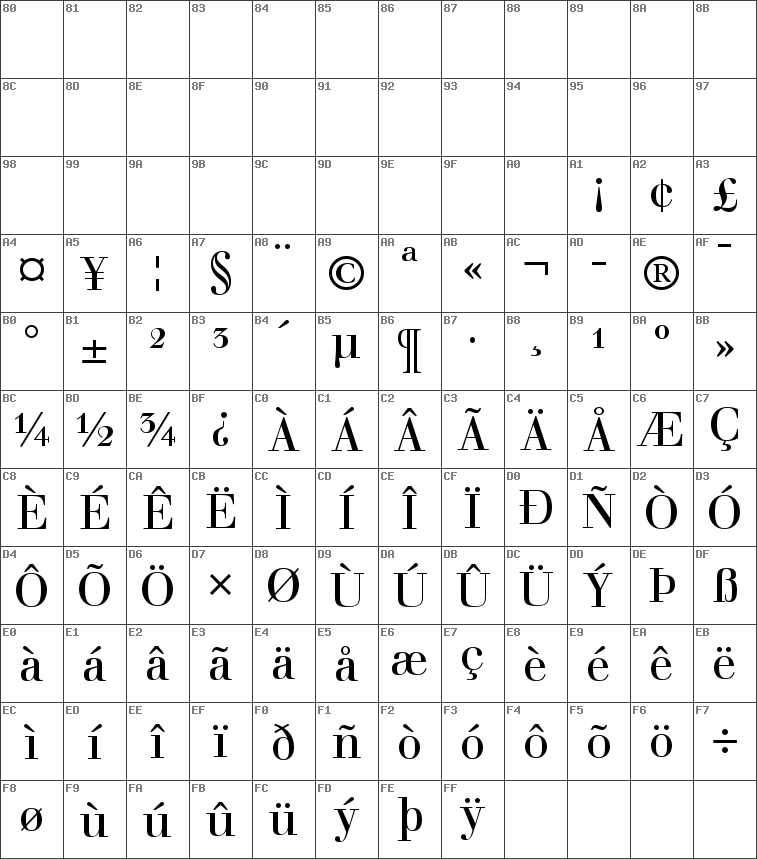 80 81 82 83 84 85 86 87 88 89 8A 8B
8C 8D 8E 8F 90 91 92 93 94 95 96 97
98 99 9A 9B 9C 9D 9E 9F A0 A1 A2 A3
¡ ¢ £
A4 A5 A6 A7 A8 A9 AA AB AC AD AE AF
¤ ¥ ¦ § ¨ © ª « ¬ - ® ¯
B0 B1 B2 B3 B4 B5 B6 B7 B8 B9 BA BB
° ± ² ³ ´ µ ¶ · ¸ ¹ º »
BC BD BE BF C0 C1 C2 C3 C4 C5 C6 C7
¼ ½ ¾ ¿ À Á Â Ã Ä Å Æ Ç
C8 C9 CA CB CC CD CE CF D0 D1 D2 D3
È É Ê Ë Ì Í Î Ï Ð Ñ Ò Ó
D4 D5 D6 D7 D8 D9 DA DB DC DD DE DF
Ô Õ Ö × Ø Ù Ú Û Ü Ý Þ ß
E0 E1 E2 E3 E4 E5 E6 E7 E8 E9 EA EB
à á â ã ä å æ ç è é ê ë
EC ED EE EF F0 F1 F2 F3 F4 F5 F6 F7
ì í î ï ð ñ ò ó ô õ ö ÷
F8 F9 FA FB FC FD FE FF
ø ù ú û ü ý þ ÿ